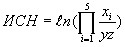 ИСН = ℓn(∏_{i=1}^{5} x_i/yz)